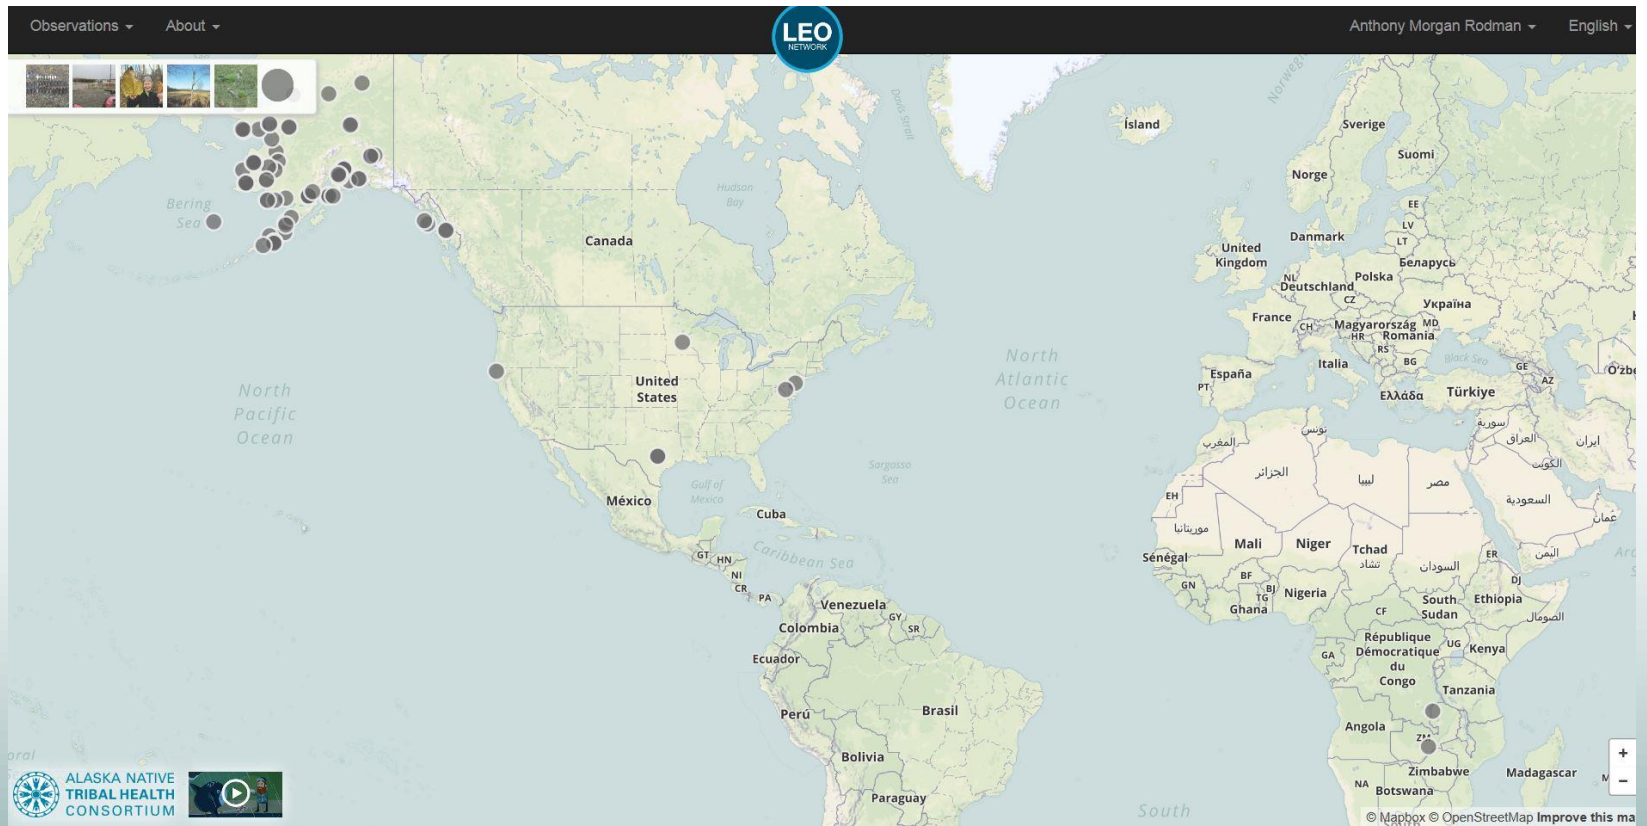 Observations
About
LEO
NETWORK
Anthony Morgan Rodman
English
Bering
Sea
Hudson
Bay
Davis Strait
Canada
United
States
North
Pacific
Ocean
North
Atlantic
Ocean
Sargasso
Sea
Gulf of
Mexico
México
Cuba
Caribbean Sea
GT
HN
NI
CR
PA
Venezuela
Colombia
GY
SR
Ecuador
Perú
Brasil
Bolivia
Paraguay
South
Ísland
Sverige
Suomi
Norge
EE
LV
LT
Danmark
United
Kingdom
Беларусь
NL
Deutschland
Polska
CZ
Україна
France
CH
Magyarország
MD
HR
Romania
RS
BG
Italia
Black Sea
GE
AZ
España
PT
Ελλάδα
Türkiye
سورية
تونس
المغرب
العراق
ايران
الكويت
الجزائر
ليبيا
مصر
السعودية
عمان
EH
موريتانيا
Mali
Niger
Tchad
تشاد
السودان
ER
اليمن
Sénégal
BF
BJ
GN
TG
Ghana
Nigeria
DJ
South
Sudan
Ethiopia
CF
الصومال
République
Démocratique
du
Congo
UG
Kenya
GA
Tanzania
Angola
Zimbabwe
Madagascar
NA
Botswana
ALASKA NATIVE
TRIBAL HEALTH
CONSORTIUM
+
−
© Mapbox © OpenStreetMap Improve this ma